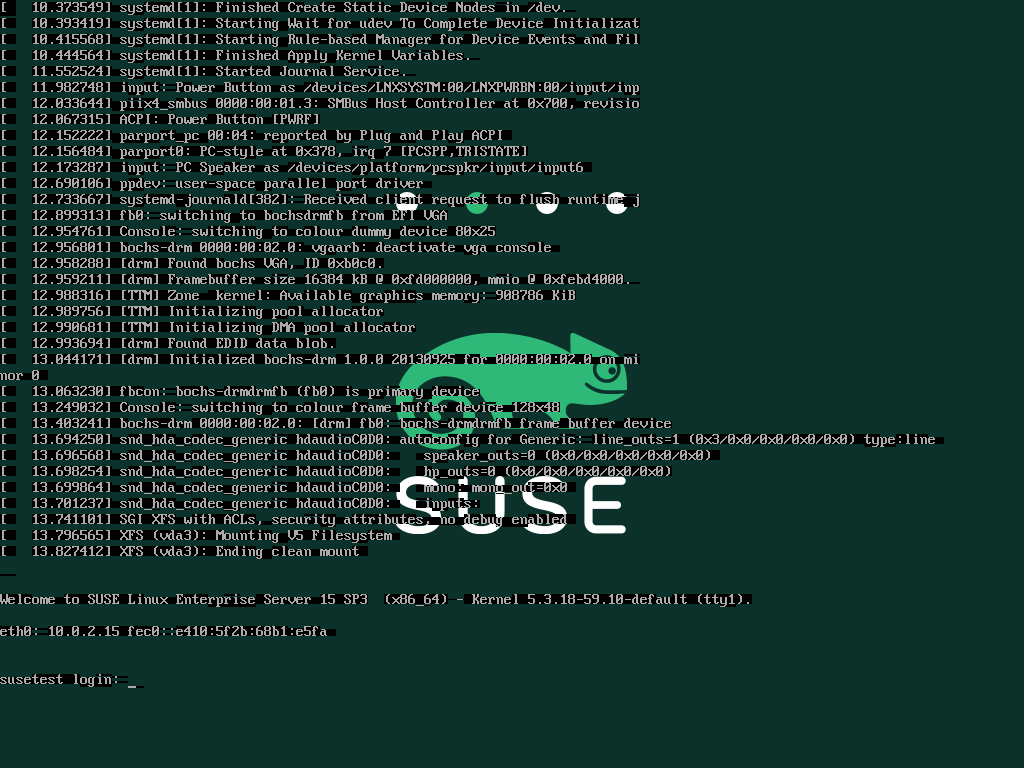 [   10.373549] systemd[1]: Finished Create Static Device Nodes in /dev.
[   10.393419] systemd[1]: Starting Wait for udev To Complete Device Initializat
[   10.415568] systemd[1]: Starting Rule-based Manager for Device Events and Fil
[   10.444564] systemd[1]: Finished Apply Kernel Variables.
[   11.552524] systemd[1]: Started Journal Service.
[   11.982748] input: Power Button as /devices/LNXSYSTM:00/LNXPWRBN:00/input/inp
[   12.033644] piix4_smbus 0000:00:01.3: SMBus Host Controller at 0x700, revisio
[   12.067315] ACPI: Power Button [PWRF]
[   12.152222] parport_pc 00:04: reported by Plug and Play ACPI
[   12.156484] parport0: PC-style at 0x378, irq 7 [PCSPP,TRISTATE]
[   12.173287] input: PC Speaker as /devices/platform/pcspkr/input/input6
[   12.690106] ppdev: user-space parallel port driver
[   12.733667] systemd-journald[382]: Received client request to flush runtime j
[   12.899313] fb0: switching to bochsdrmfb from EFI VGA
[   12.954761] Console: switching to colour dummy device 80x25
[   12.956801] bochs-drm 0000:00:02.0: vgaarb: deactivate vga console
[   12.958288] [drm] Found bochs VGA, ID 0xb0c0.
[   12.959211] [drm] Framebuffer size 16384 kB @ 0xfd000000, mmio @ 0xfebd4000.
[   12.988316] [TTM] Zone  kernel: Available graphics memory: 908786 KiB
[   12.989756] [TTM] Initializing pool allocator
[   12.990681] [TTM] Initializing DMA pool allocator
[   12.993694] [drm] Found EDID data blob.
[   13.044171] [drm] Initialized bochs-drm 1.0.0 20130925 for 0000:00:02.0 on mi
nor 0
[   13.063230] fbcon: bochs-drmdrmfb (fb0) is primary device
[   13.249032] Console: switching to colour frame buffer device 128x48
[   13.403241] bochs-drm 0000:00:02.0: [drm] fb0: bochs-drmdrmfb frame buffer device
[   13.694250] snd_hda_codec_generic hdaudioC0D0: autoconfig for Generic: line_outs=1 (0x3/0x0/0x0/0x0/0x0) type:line
[   13.696568] snd_hda_codec_generic hdaudioC0D0:    speaker_outs=0 (0x0/0x0/0x0/0x0/0x0)
[   13.698254] snd_hda_codec_generic hdaudioC0D0:    hp_outs=0 (0x0/0x0/0x0/0x0/0x0)
[   13.699864] snd_hda_codec_generic hdaudioC0D0:    mono: mono_out=0x0
[   13.701237] snd_hda_codec_generic hdaudioC0D0:    inputs:
SUSE
[   13.741101] SGI XFS with ACLs, security attributes, no debug enabled
[   13.796565] XFS (vda3): Mounting V5 Filesystem
[   13.827412] XFS (vda3): Ending clean mount
Welcome to SUSE Linux Enterprise Server 15 SP3  (x86_64) - Kernel 5.3.18-59.10-default (tty1).
eth0: 10.0.2.15 fec0::e410:5f2b:68b1:e5fa
susetest login: _